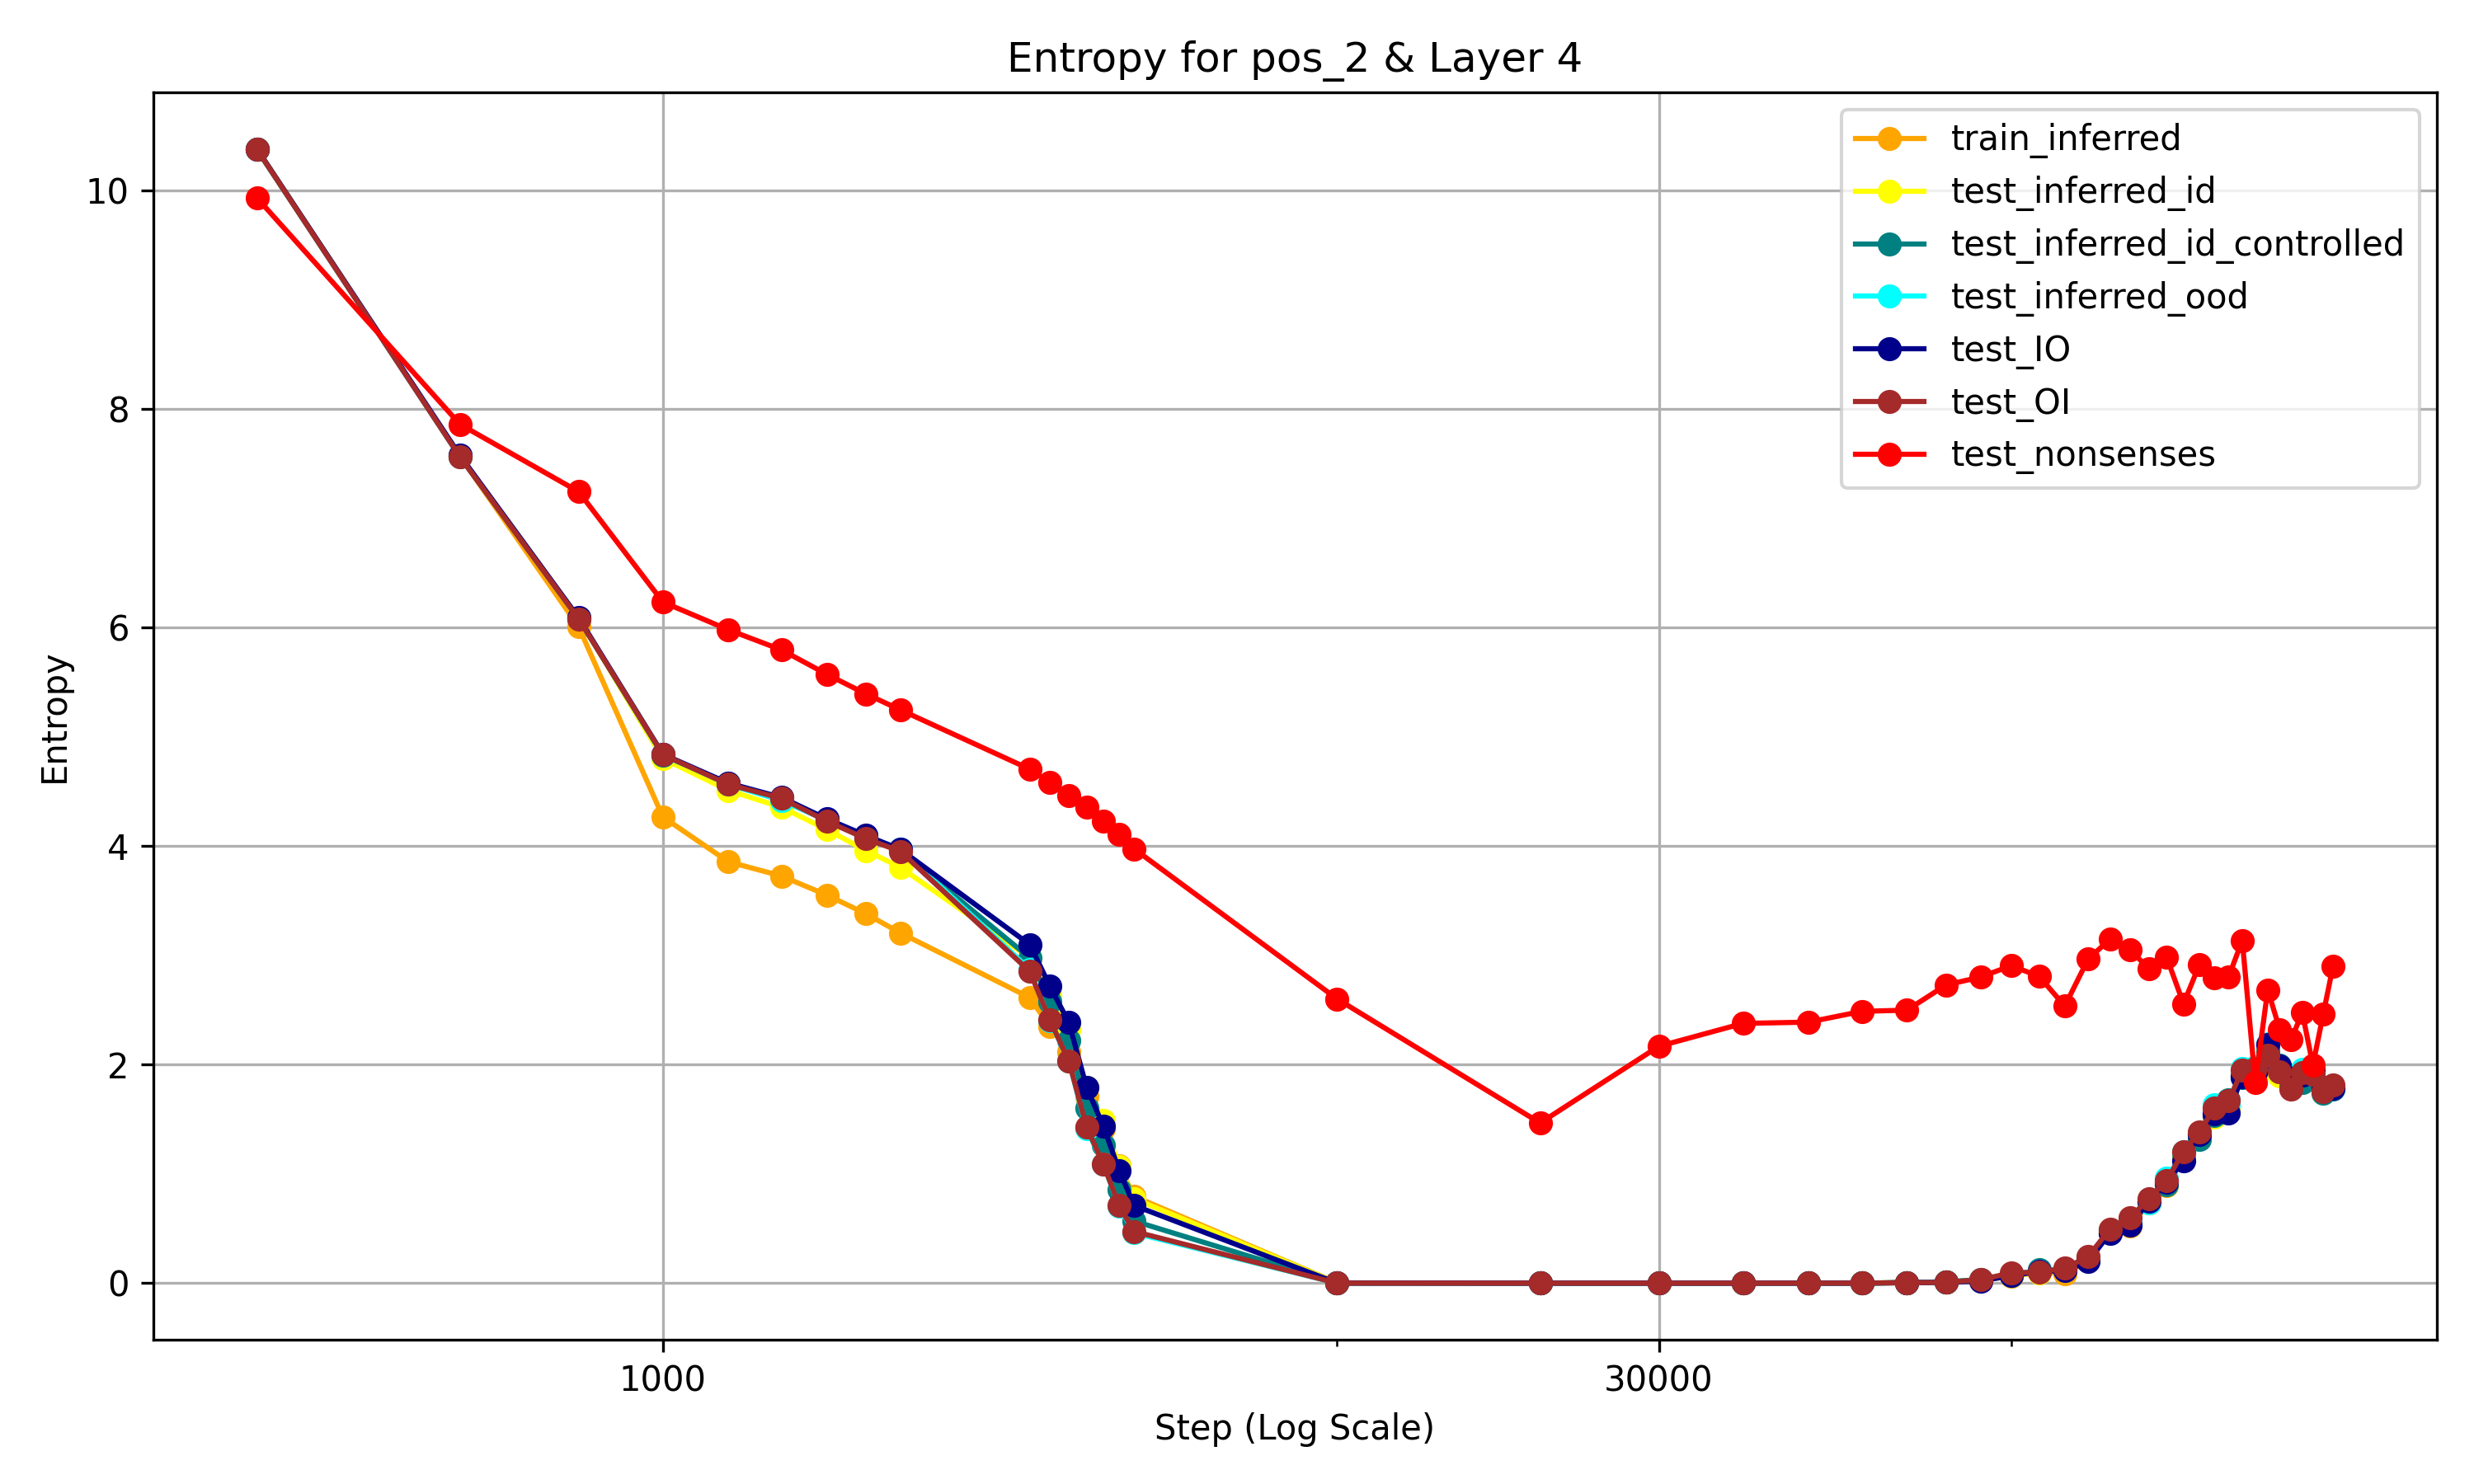 Entropy for pos_2 & Layer 4
Entropy
10
8
6
4
2
0
1000
30000
Step (Log Scale)
train_inferred
test_inferred_id
test_inferred_id_controlled
test_inferred_ood
test_IO
test_OI
test_nonsenses